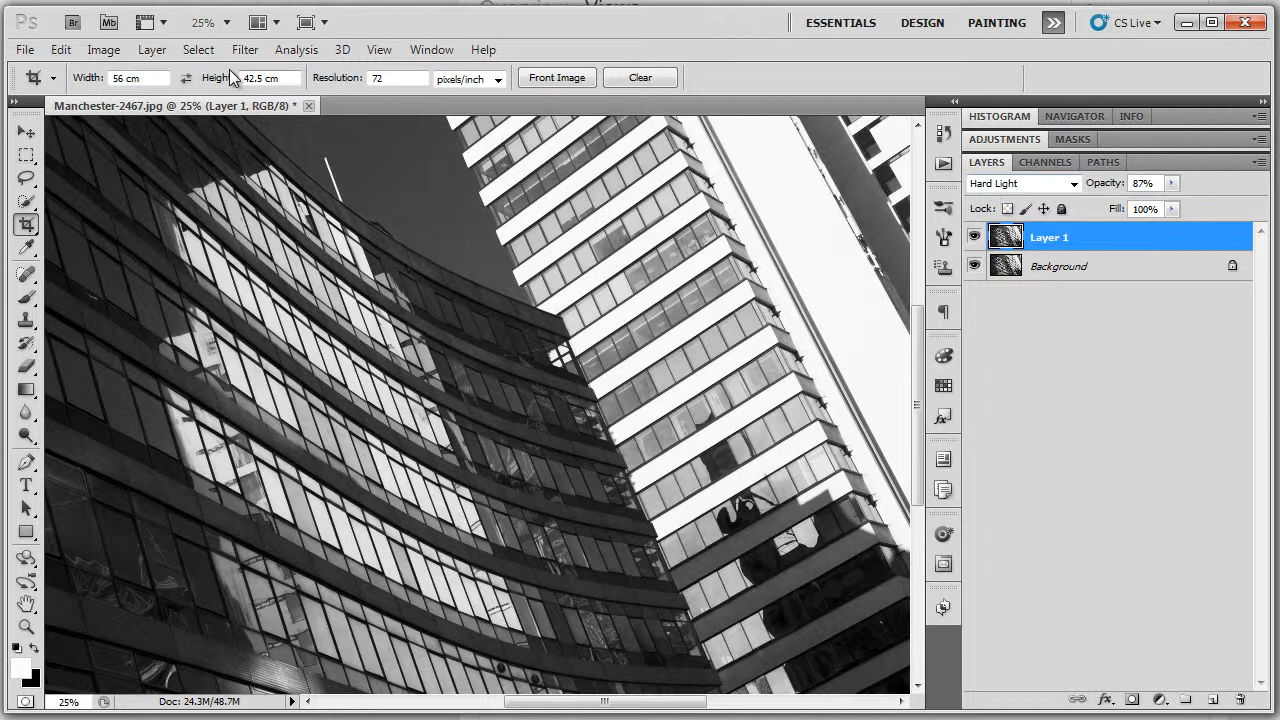 Ps Br Mb 25% ESSENTIALS DESIGN PAINTING CS Live
File Edit Image Layer Select Filter Analysis 3D View Window Help
Width: 56 cm Height: 42.5 cm Resolution: 72 pixels/inch Front Image Clear
Manchester-2467.jpg @ 25% (Layer 1, RGB/8) *
HISTOGRAM NAVIGATOR INFO
ADJUSTMENTS MASKS
LAYERS CHANNELS PATHS
Hard Light Opacity: 87%
Lock: Fill: 100%
Layer 1
Background
25% Doc: 24.3M/48.7M